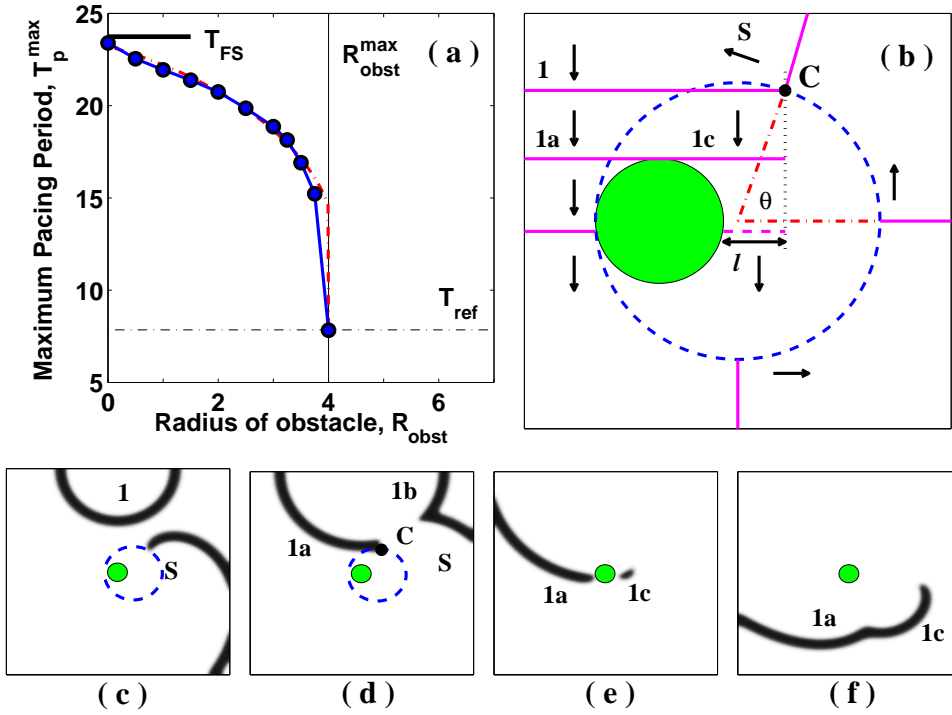 25
20
15
10
5
0
2
4
6
Maximum Pacing Period, T_p^max
Radius of obstacle, R_obst
T_FS
R_obst^max
( a )
T_ref
S
( b )
1
C
1a
1c
θ
l
1
S
( c )
1b
1a
C
S
( d )
1a
1c
( e )
1a
1c
( f )